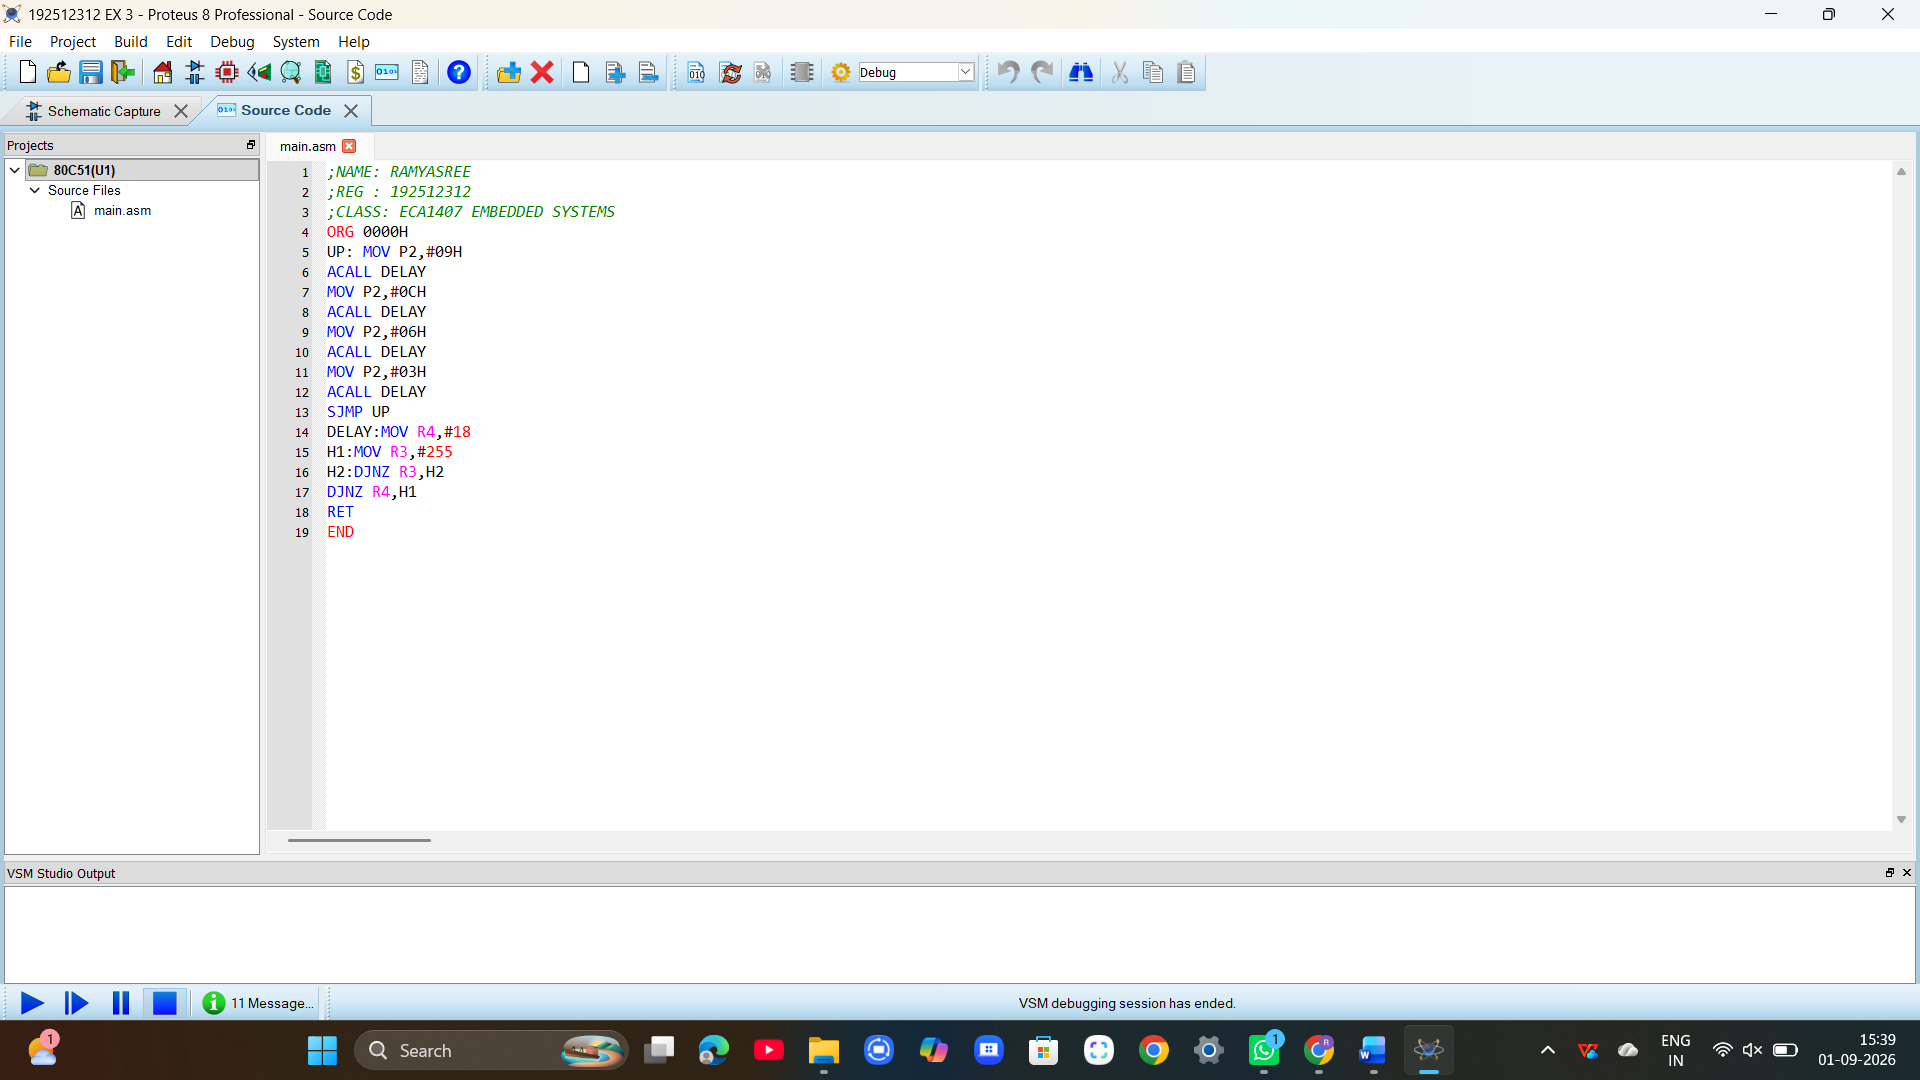 192512312 EX 3 - Proteus 8 Professional - Source Code
File Project Build Edit Debug System Help
Debug
Schematic Capture Source Code
Projects
main.asm
80C51(U1)
Source Files
main.asm
1 ;NAME: RAMYASREE
2 ;REG : 192512312
3 ;CLASS: ECA1407 EMBEDDED SYSTEMS
4 ORG 0000H
5 UP: MOV P2,#09H
6 ACALL DELAY
7 MOV P2,#0CH
8 ACALL DELAY
9 MOV P2,#06H
10 ACALL DELAY
11 MOV P2,#03H
12 ACALL DELAY
13 SJMP UP
14 DELAY:MOV R4,#18
15 H1:MOV R3,#255
16 H2:DJNZ R3,H2
17 DJNZ R4,H1
18 RET
19 END
VSM Studio Output
11 Message...
VSM debugging session has ended.
1
Search
1
ENG
IN
15:39
01-09-2026